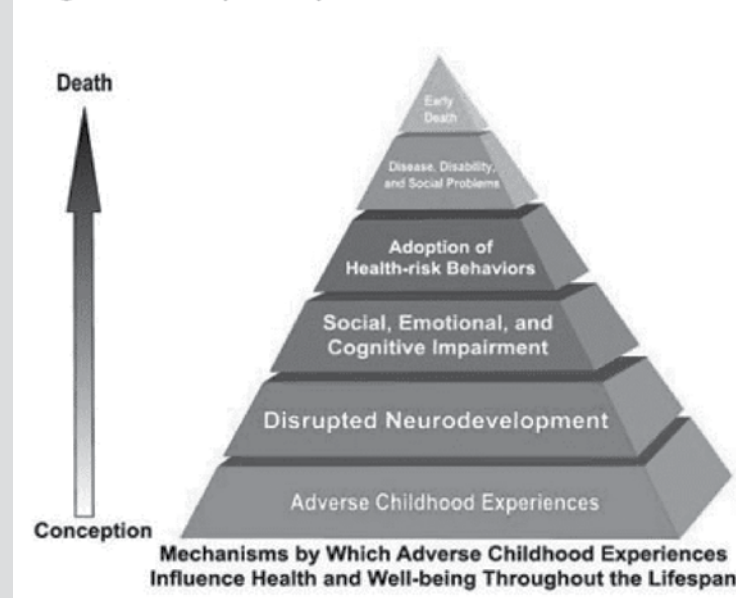 Death
Early
Death
Disease, Disability,
and Social Problems
Adoption of
Health-risk Behaviors
Social, Emotional, and
Cognitive Impairment
Disrupted Neurodevelopment
Adverse Childhood Experiences
Conception
Mechanisms by Which Adverse Childhood Experiences
Influence Health and Well-being Throughout the Lifespan